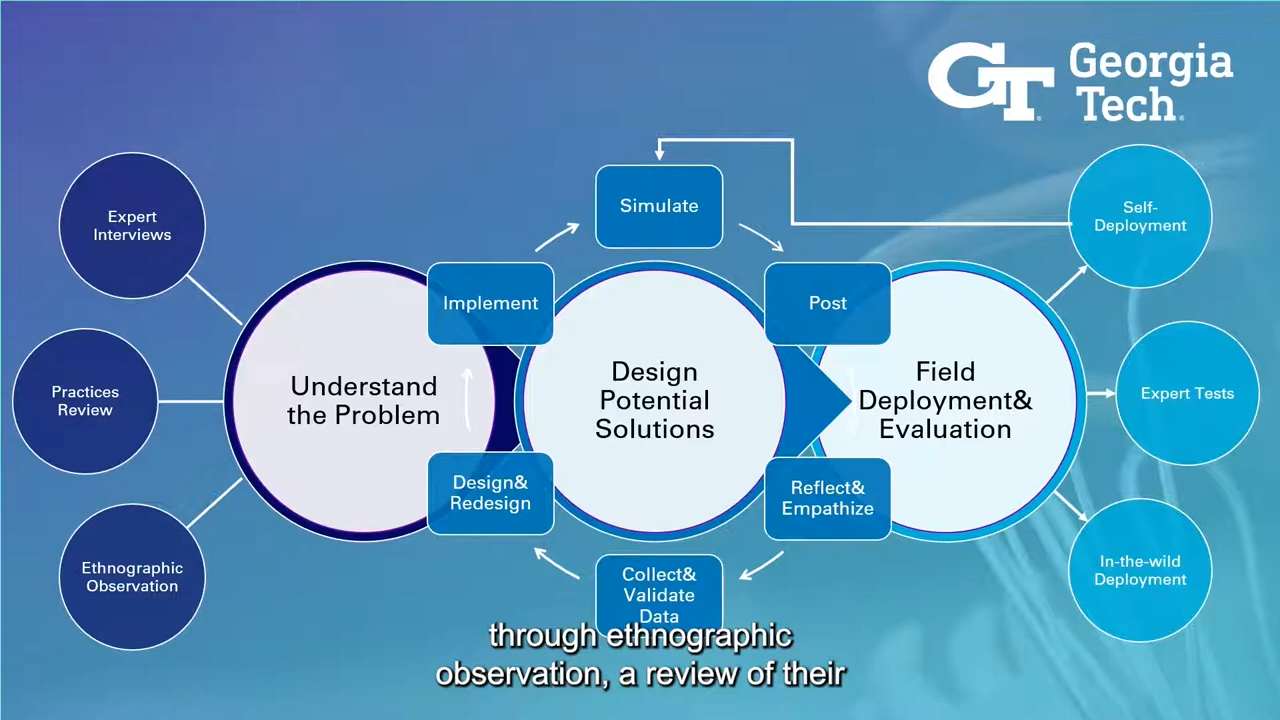 GT Georgia
Tech
Expert
Interviews
Practices
Review
Ethnographic
Observation
Understand
the Problem
Simulate
Implement
Post
Design
Potential
Solutions
Design&
Redesign
Reflect&
Empathize
Collect&
Validate
Data
Field
Deployment&
Evaluation
Self-
Deployment
Expert Tests
In-the-wild
Deployment
through ethnographic
observation, a review of their